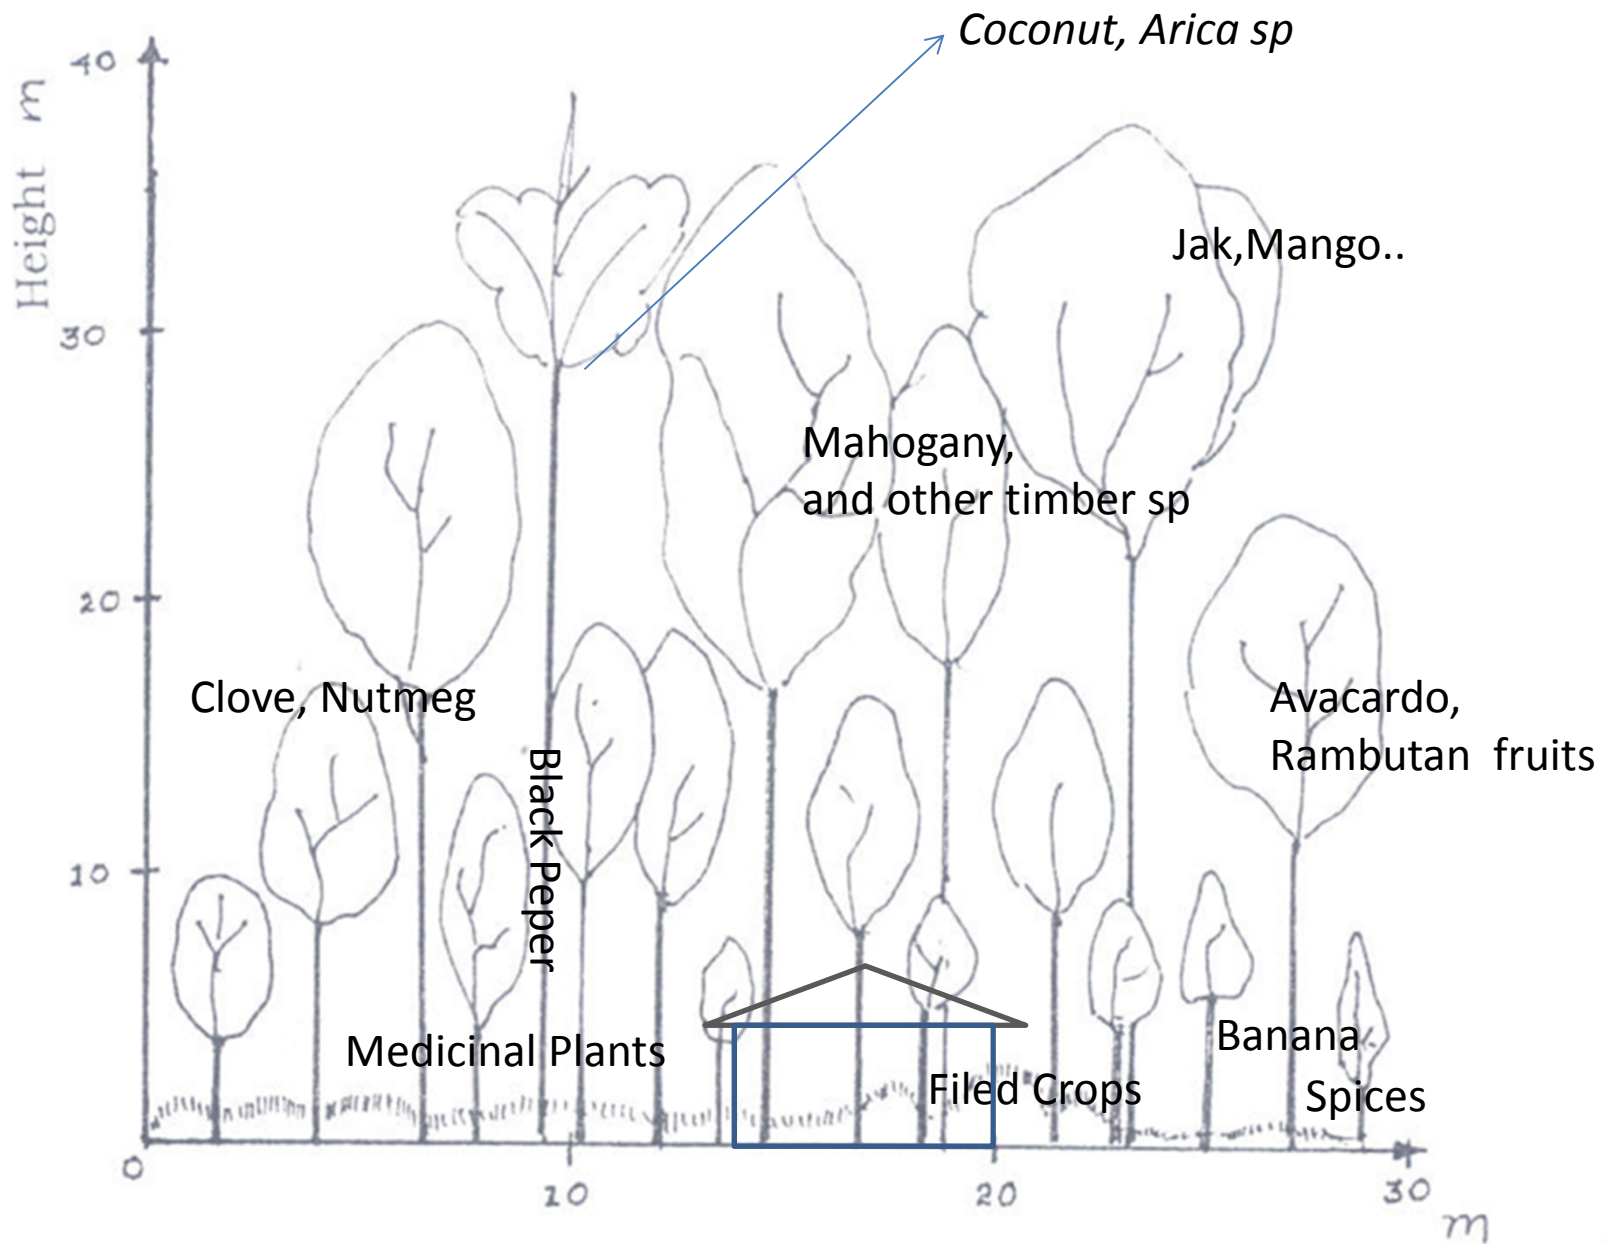 Coconut, Arica sp
40
Height m
Jak,Mango..
30
Mahogany,
and other timber sp
20
Clove, Nutmeg
Avacardo,
Rambutan fruits
Black Peper
10
Banana
Medicinal Plants
Filed Crops
Spices
0
10
20
30
m